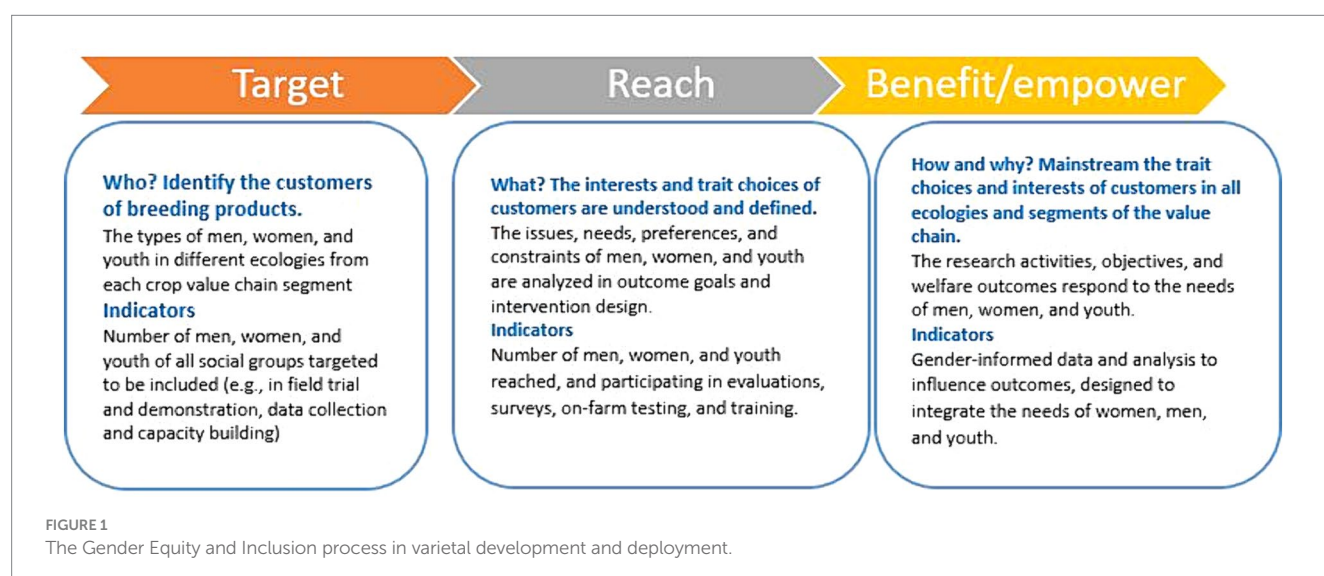 Target
Reach
Benefit/empower
Who? Identify the customers
of breeding products.
The types of men, women, and
youth in different ecologies from
each crop value chain segment
Indicators
Number of men, women, and
youth of all social groups targeted
to be included (e.g., in field trial
and demonstration, data collection
and capacity building)
What? The interests and trait choices of
customers are understood and defined.
The issues, needs, preferences, and
constraints of men, women, and youth
are analyzed in outcome goals and
intervention design.
Indicators
Number of men, women, and youth
reached, and participating in evaluations,
surveys, on-farm testing, and training.
How and why? Mainstream the trait
choices and interests of customers in all
ecologies and segments of the value
chain.
The research activities, objectives, and
welfare outcomes respond to the needs
of men, women, and youth.
Indicators
Gender-informed data and analysis to
influence outcomes, designed to
integrate the needs of women, men,
and youth.
FIGURE 1
The Gender Equity and Inclusion process in varietal development and deployment.